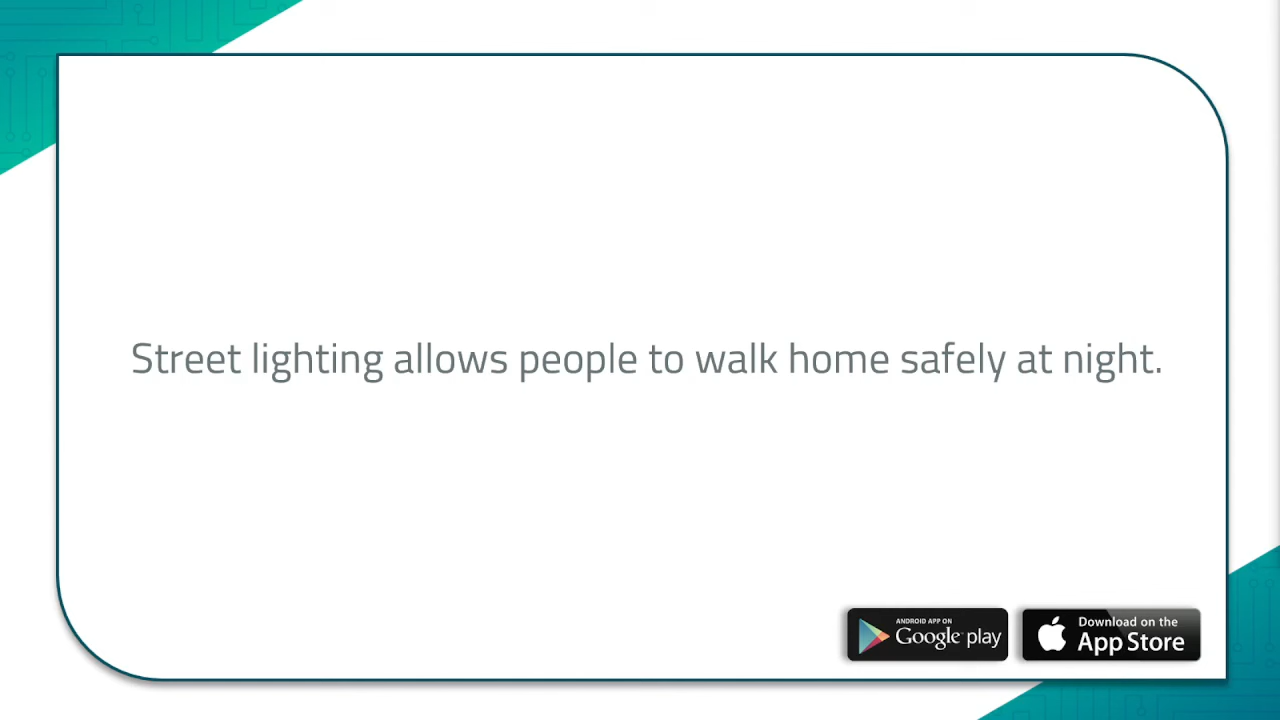 Street lighting allows people to walk home safely at night.
ANDROID APP ON
Google play
Download on the
App Store